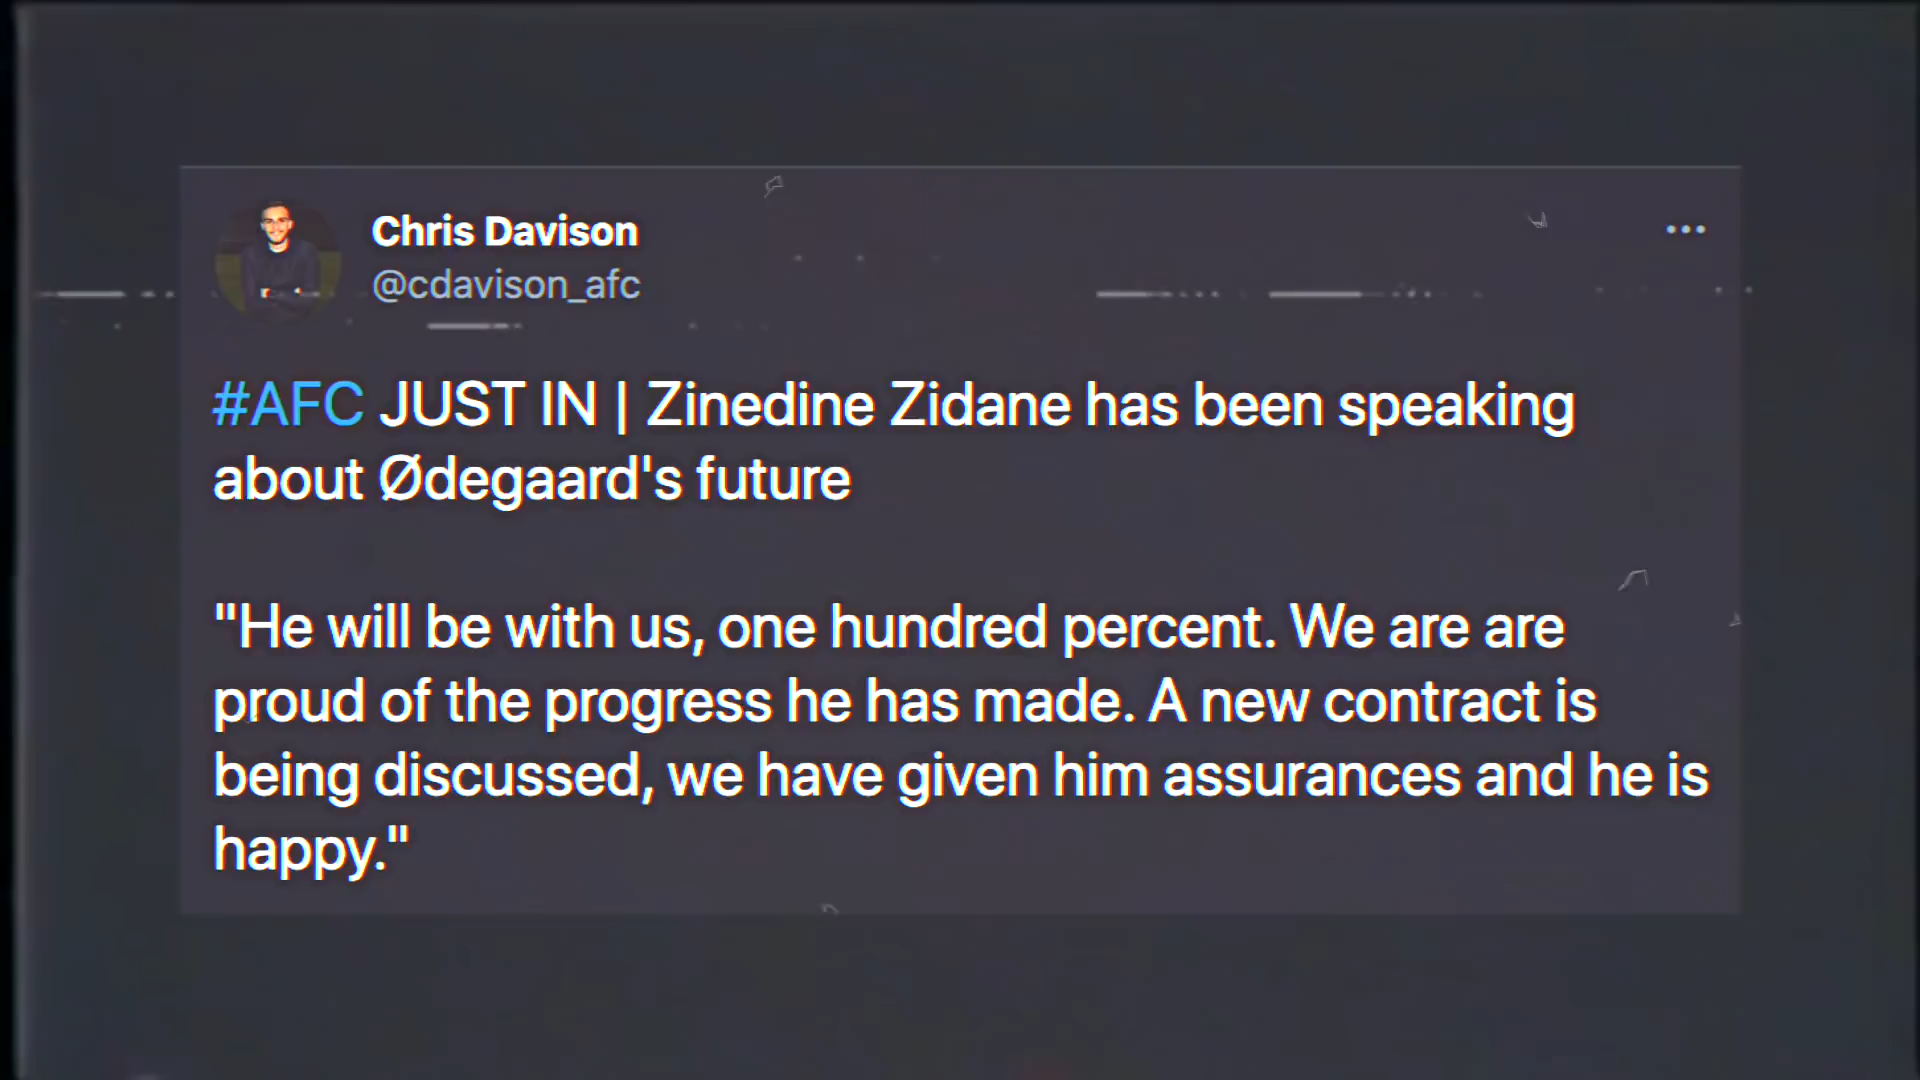 Chris Davison
@cdavison_afc
#AFC JUST IN | Zinedine Zidane has been speaking
about Ødegaard's future
"He will be with us, one hundred percent. We are are
proud of the progress he has made. A new contract is
being discussed, we have given him assurances and he is
happy."